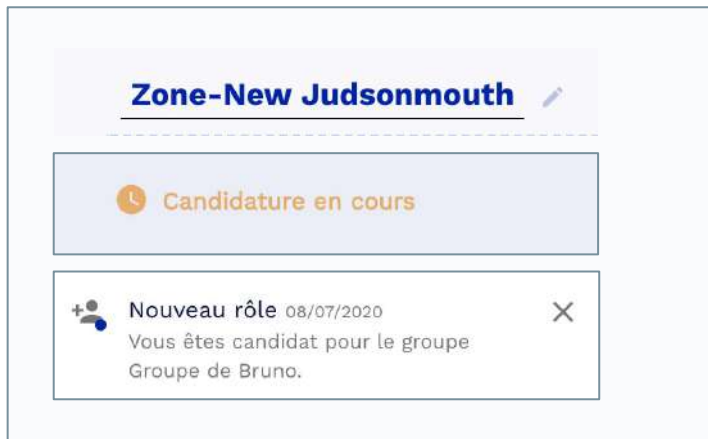 Zone-New Judsonmouth
Candidature en cours
Nouveau rôle 08/07/2020
Vous êtes candidat pour le groupe
Groupe de Bruno.